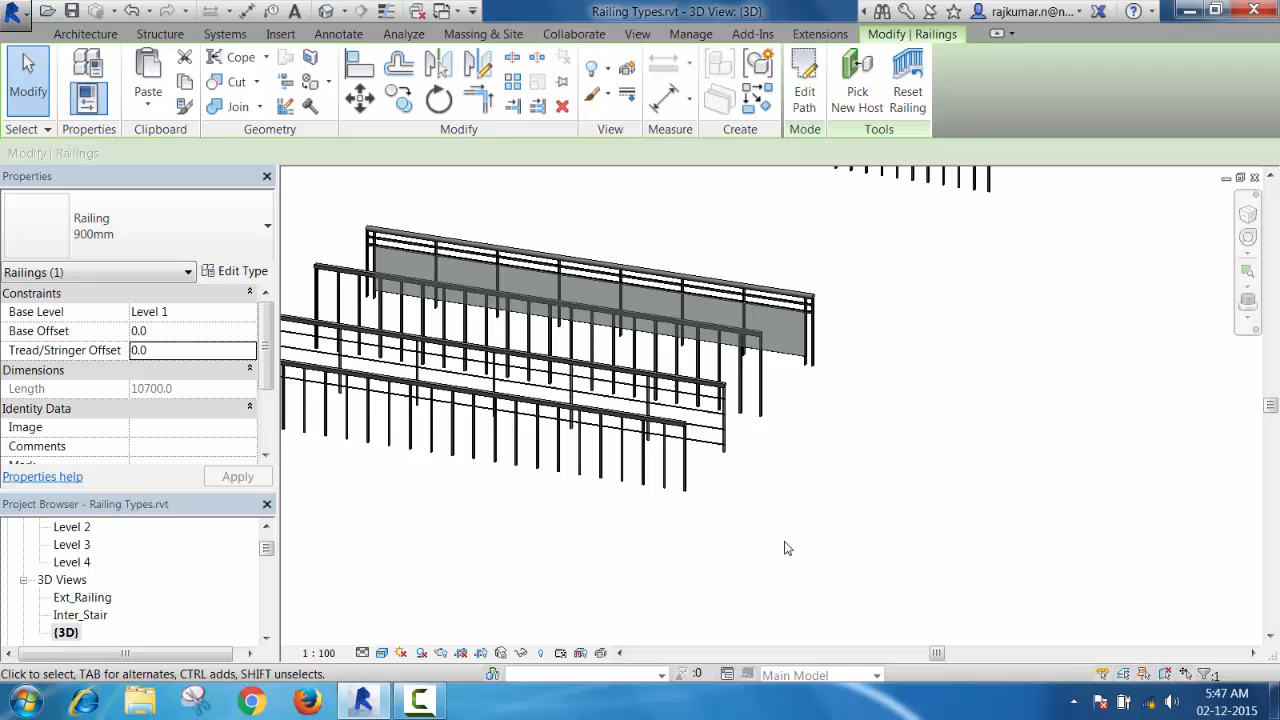 Railing Types.rvt - 3D View: {3D}
rajkumar.n@n...
Architecture Structure Systems Insert Annotate Analyze Massing & Site Collaborate View Manage Add-Ins Extensions Modify | Railings
Modify
Paste
Cope
Cut
Join
Edit Path
Pick New Host
Reset Railing
Select Properties Clipboard Geometry Modify View Measure Create Mode Tools
Modify | Railings
Properties
Railing
900mm
Railings (1) Edit Type
Constraints
Base Level Level 1
Base Offset 0.0
Tread/Stringer Offset 0.0
Dimensions
Length 10700.0
Identity Data
Image
Comments
Properties help Apply
Project Browser - Railing Types.rvt
Level 2
Level 3
Level 4
3D Views
Ext_Railing
Inter_Stair
{3D}
1 : 100
Click to select, TAB for alternates, CTRL adds, SHIFT unselects.
:0
Main Model
:1
5:47 AM
02-12-2015